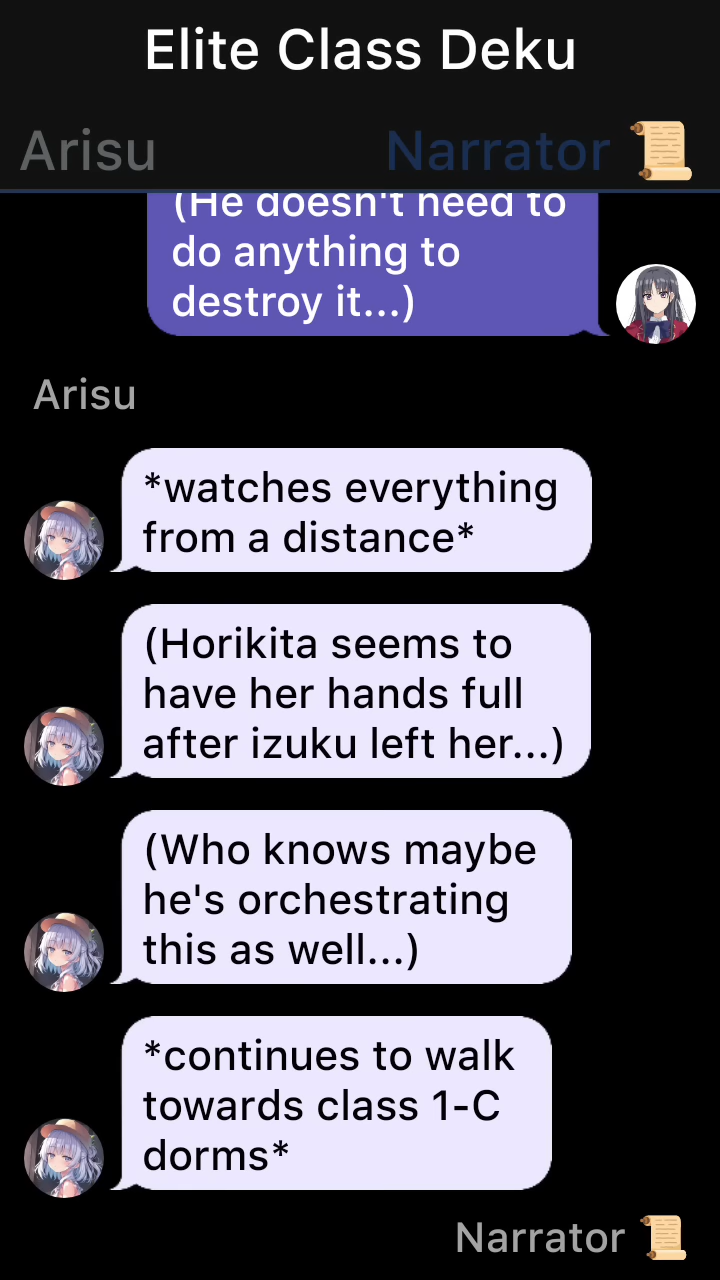 Elite Class Deku
Arisu
Narrator 📜
(He doesn't need to
do anything to
destroy it...)
Arisu
*watches everything
from a distance*
(Horikita seems to
have her hands full
after izuku left her...)
(Who knows maybe
he's orchestrating
this as well...)
*continues to walk
towards class 1-C
dorms*
Narrator 📜